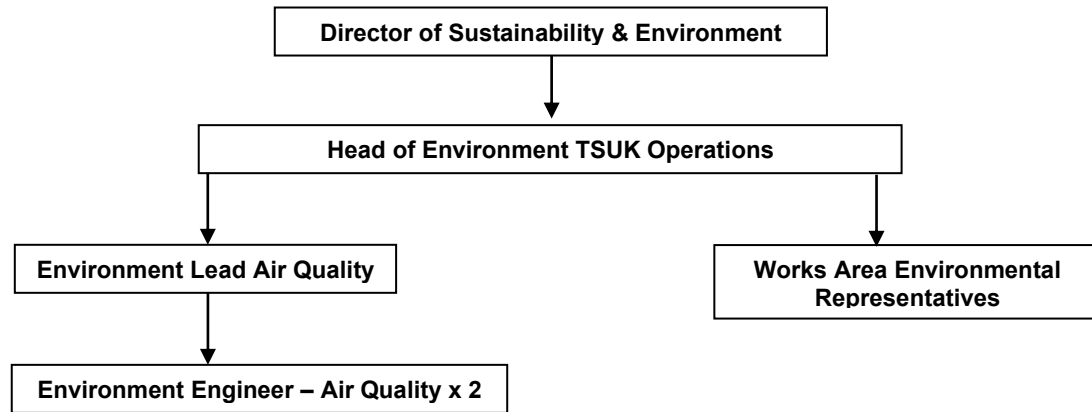 Director of Sustainability & Environment
Head of Environment TSUK Operations
Environment Lead Air Quality
Works Area Environmental
Representatives
Environment Engineer – Air Quality x 2